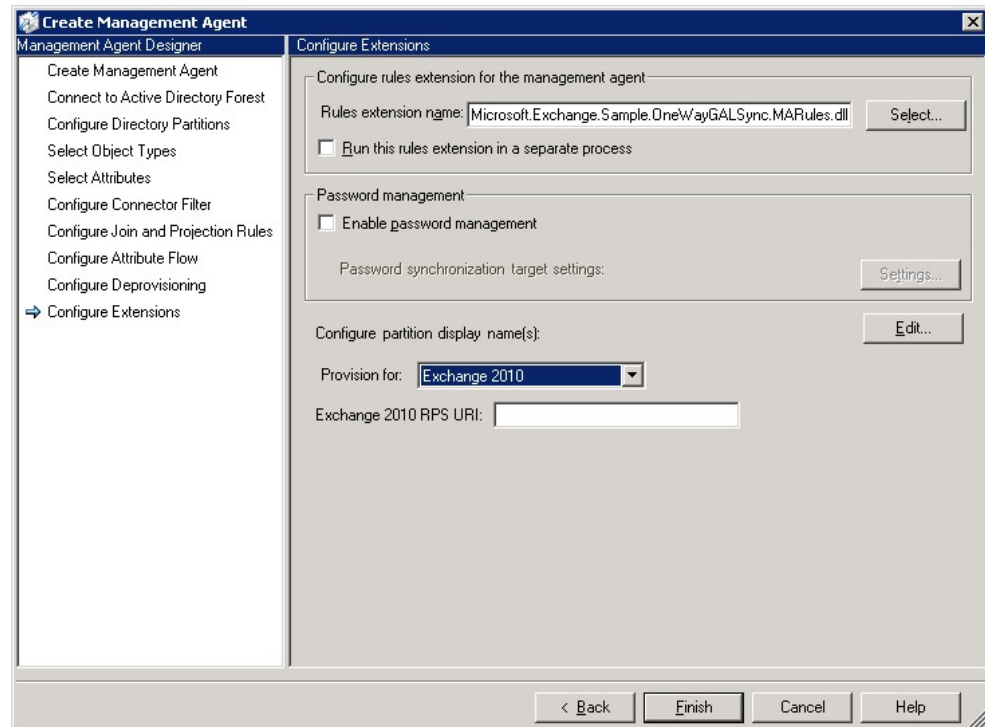 Create Management Agent
Management Agent Designer
Create Management Agent
Connect to Active Directory Forest
Configure Directory Partitions
Select Object Types
Select Attributes
Configure Connector Filter
Configure Join and Projection Rules
Configure Attribute Flow
Configure Deprovisioning
Configure Extensions
Configure Extensions
Configure rules extension for the management agent
Rules extension name: Microsoft.Exchange.Sample.OneWayGALSync.MARules.dll Select...
Run this rules extension in a separate process
Password management
Enable password management
Password synchronization target settings: Settings...
Configure partition display name(s): Edit...
Provision for: Exchange 2010
Exchange 2010 RPS URI:
< Back Finish Cancel Help